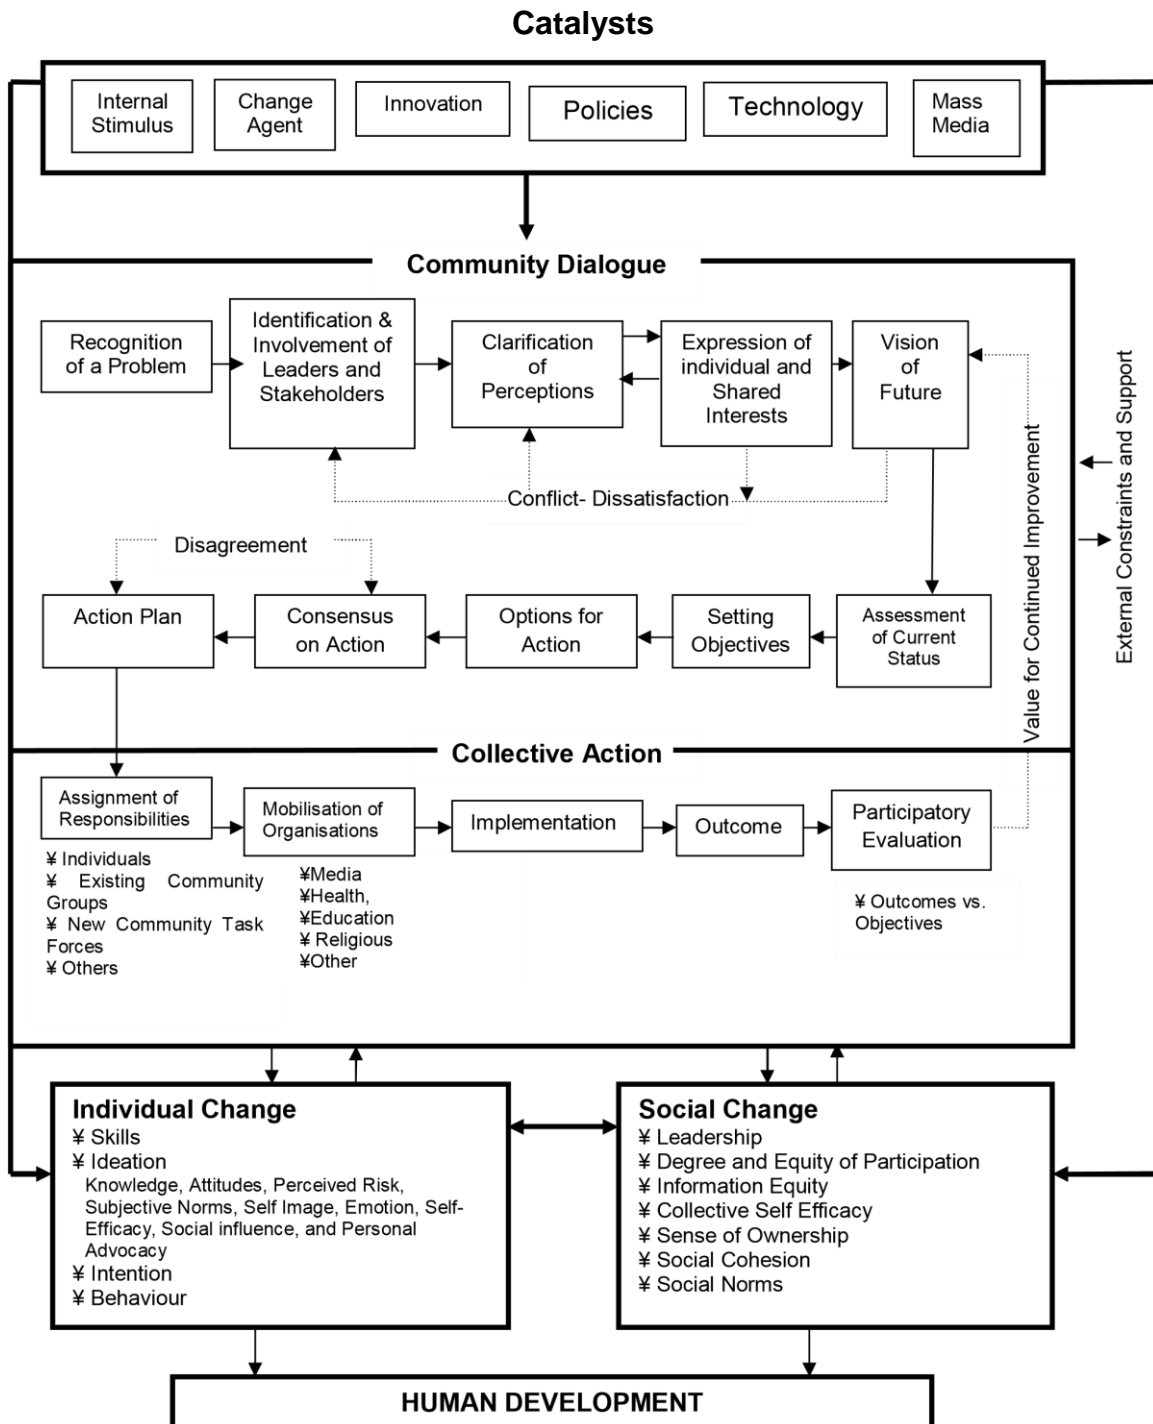 Catalysts
Internal
Stimulus
Change
Agent
Innovation
Policies
Technology
Mass
Media
Community Dialogue
Recognition
of a Problem
Identification &
Involvement of
Leaders and
Stakeholders
Clarification
of
Perceptions
Expression of
individual and
Shared
Interests
Vision
of
Future
Conflict- Dissatisfaction
Disagreement
Action Plan
Consensus
on Action
Options for
Action
Setting
Objectives
Assessment
of Current
Status
Value for Continued Improvement
External Constraints and Support
Collective Action
Assignment of
Responsibilities
Mobilisation of
Organisations
Implementation
Outcome
Participatory
Evaluation
¥ Individuals
¥ Existing Community
Groups
¥ New Community Task
Forces
¥ Others
¥Media
¥Health,
¥Education
¥ Religious
¥Other
¥ Outcomes vs.
Objectives
Individual Change
¥ Skills
¥ Ideation
Knowledge, Attitudes, Perceived Risk,
Subjective Norms, Self Image, Emotion, Self-
Efficacy, Social influence, and Personal
Advocacy
¥ Intention
¥ Behaviour
Social Change
¥ Leadership
¥ Degree and Equity of Participation
¥ Information Equity
¥ Collective Self Efficacy
¥ Sense of Ownership
¥ Social Cohesion
¥ Social Norms
HUMAN DEVELOPMENT